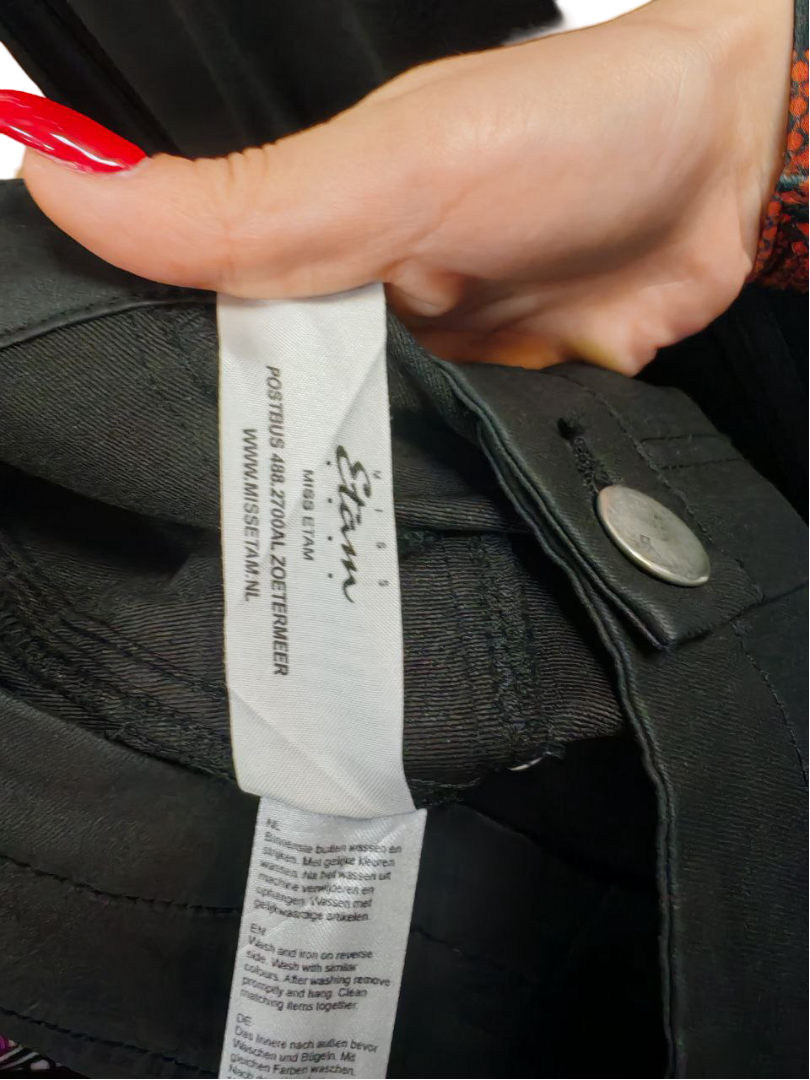 MISS
Etam
MISS ETAM
POSTBUS 488.2700AL ZOETERMEER
WWW.MISSETAM.NL
NL
Binnenste buiten wassen en
strijken. Met gelijke kleuren
wassen. Na het wassen uit
machine verwijderen en
ophangen. Wassen met
gelijkwaardige artikelen.
EN
Wash and iron on reverse
side. Wash with similar
colours. After washing remove
promptly and hang. Clean
matching items together.
DE
Das Innere nach außen bevor
Waschen und Bügeln. Mit
gleichen Farben waschen.